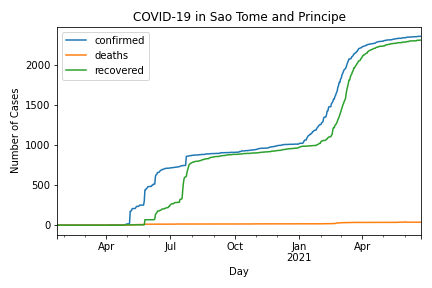 COVID-19 in Sao Tome and Principe
confirmed
deaths
recovered
Number of Cases
2000
1500
1000
500
0
Apr
Jul
Oct
Jan
2021
Apr
Day